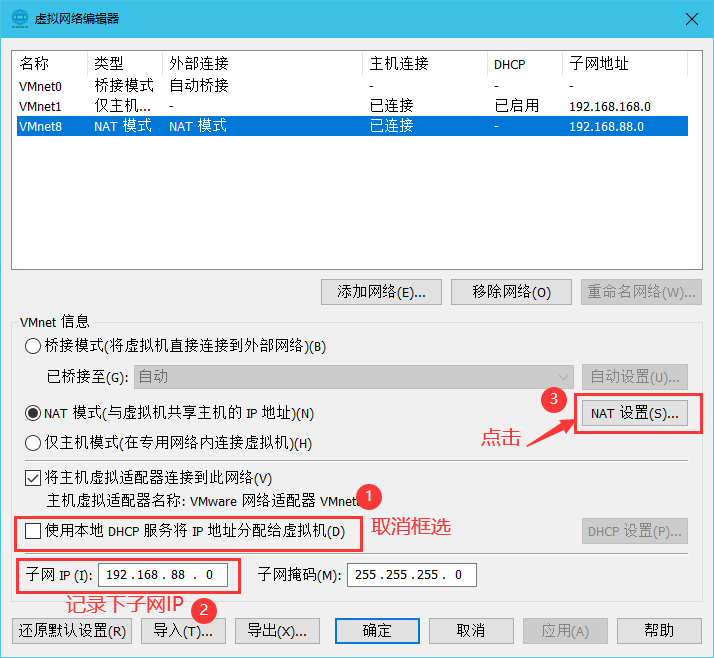 虚拟网络编辑器
名称 类型 外部连接 主机连接 DHCP 子网地址
VMnet0 桥接模式 自动桥接 - - -
VMnet1 仅主机... - 已连接 已启用 192.168.168.0
VMnet8 NAT 模式 NAT 模式 已连接 - 192.168.88.0
添加网络(E)... 移除网络(O) 重命名网络(W)...
VMnet 信息
桥接模式(将虚拟机直接连接到外部网络)(B)
已桥接至(G): 自动 自动设置(U)...
NAT 模式(与虚拟机共享主机的 IP 地址)(N) 3 NAT 设置(S)...
点击
仅主机模式(在专用网络内连接虚拟机)(H)
将主机虚拟适配器连接到此网络(V)
主机虚拟适配器名称: VMware 网络适配器 VMnet 1
使用本地 DHCP 服务将 IP 地址分配给虚拟机(D) 取消框选 DHCP 设置(P)...
子网 IP (I): 192.168.88.0 子网掩码(M): 255.255.255.0
记录下子网IP 2
还原默认设置(R) 导入(T)... 导出(X)... 确定 取消 应用(A) 帮助